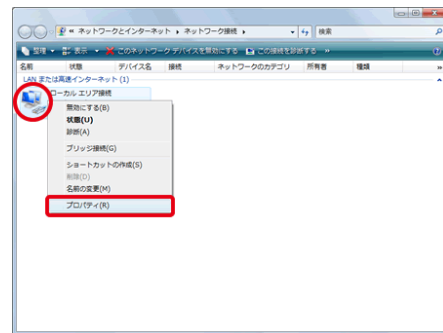 « ネットワークとインターネット ▸ ネットワーク接続 ▸
検索
整理 ▾ 表示 ▾ このネットワーク デバイスを無効にする この接続を診断する »
名前 状態 デバイス名 接続 ネットワークのカテゴリ 所有者 種類 »
LAN または高速インターネット (1)
ローカル エリア接続
無効にする(B)
状態(U)
診断(A)
ブリッジ接続(G)
ショートカットの作成(S)
削除(D)
名前の変更(M)
プロパティ(R)